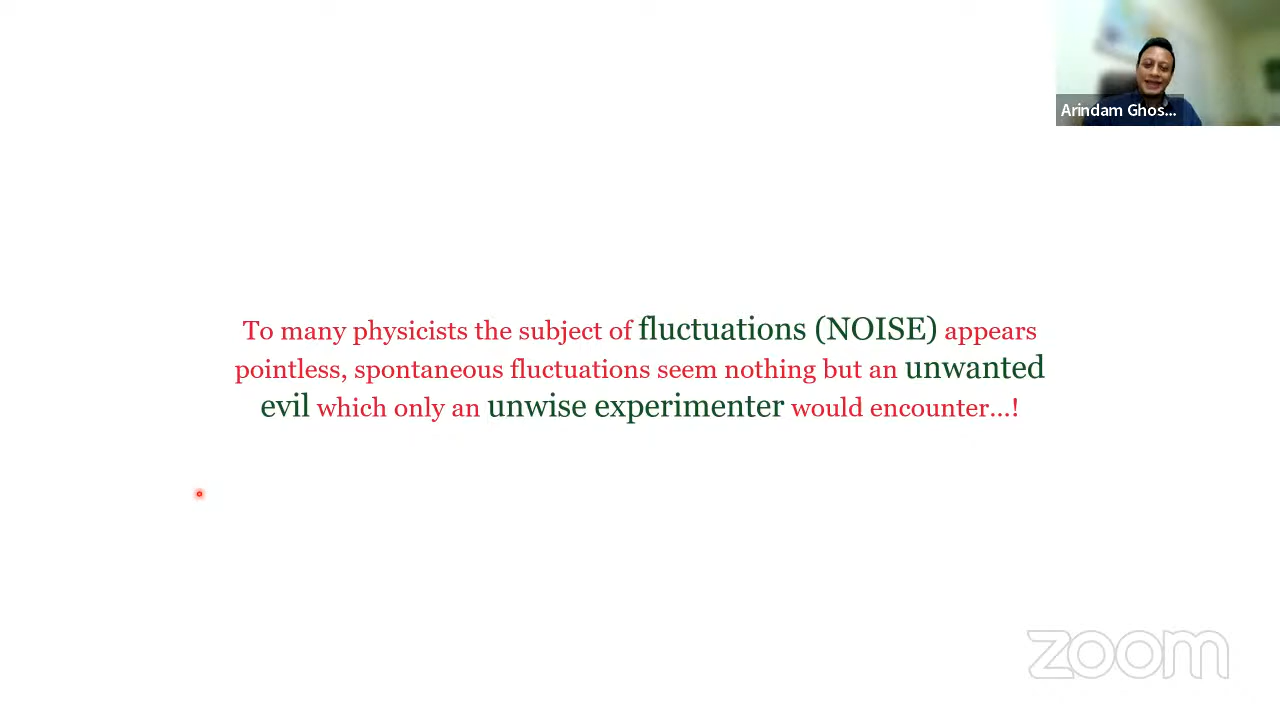 Arindam Ghos...
To many physicists the subject of fluctuations (NOISE) appears
pointless, spontaneous fluctuations seem nothing but an unwanted
evil which only an unwise experimenter would encounter...!
zoom